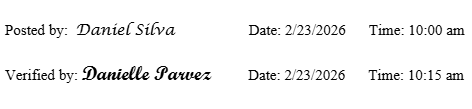 Posted by: Daniel Silva Date: 2/23/2026 Time: 10:00 am
Verified by: Danielle Parvez Date: 2/23/2026 Time: 10:15 am